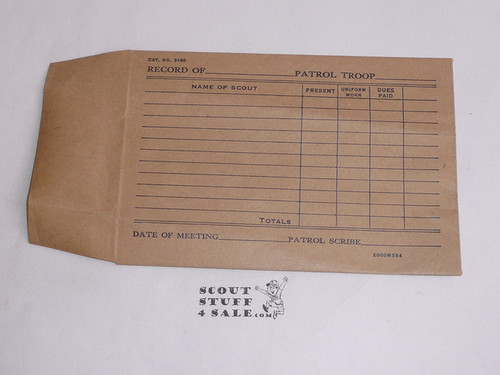 CAT. NO. 3188
RECORD OF PATROL TROOP
NAME OF SCOUT PRESENT UNIFORM WORN DUES PAID
TOTALS
DATE OF MEETING PATROL SCRIBE
SCOUT
STUFF
4 SALE.COM